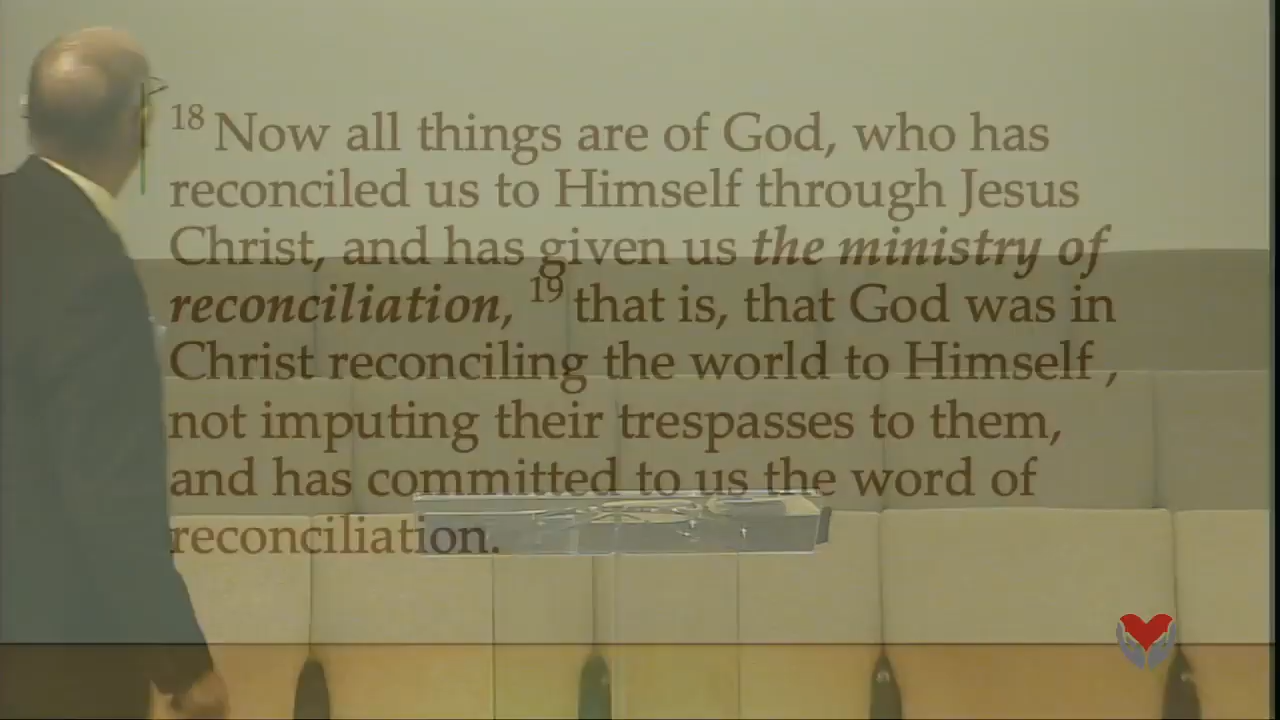 18 Now all things are of God, who has
reconciled us to Himself through Jesus
Christ, and has given us the ministry of
reconciliation, 19 that is, that God was in
Christ reconciling the world to Himself ,
not imputing their trespasses to them,
and has committed to us the word of
reconciliation.